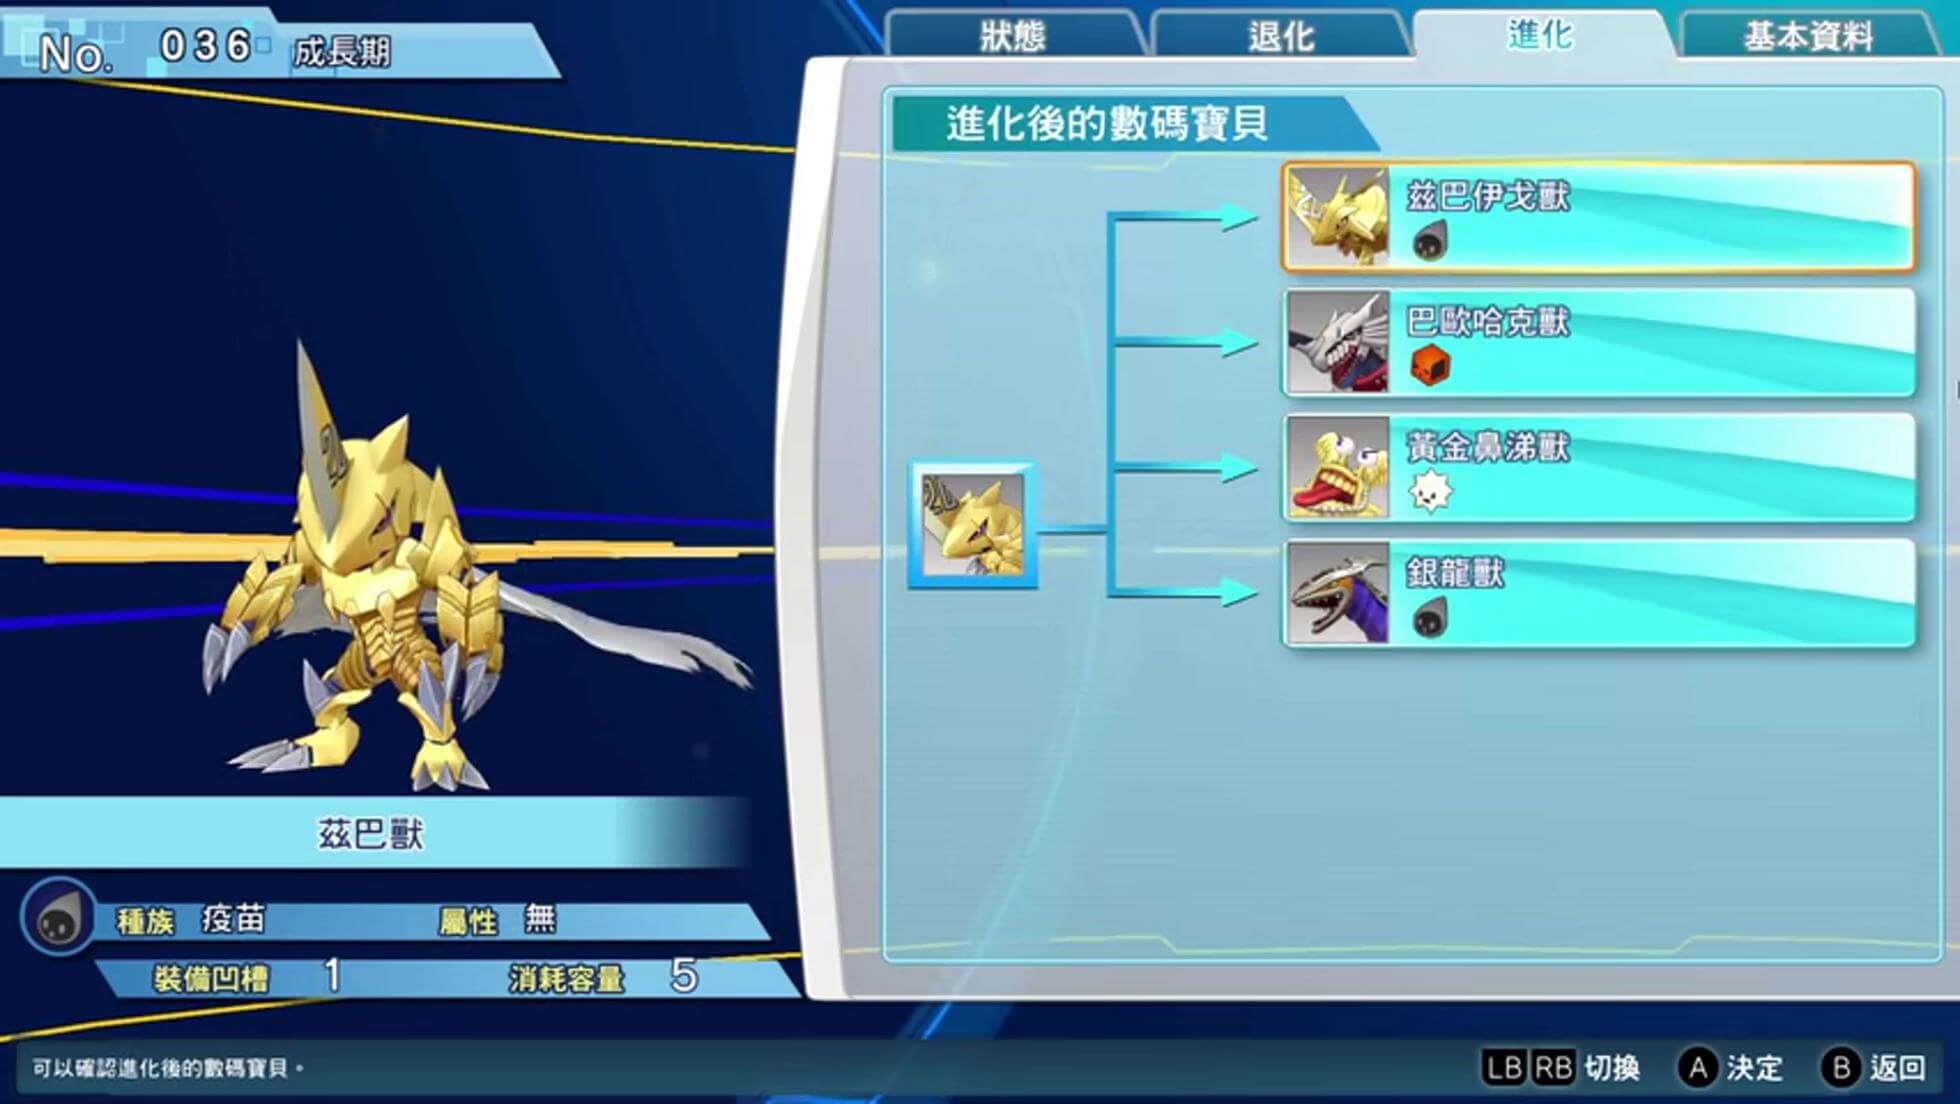 No. 036 成長期
狀態 退化 進化 基本資料
進化後的數碼寶貝
茲巴伊戈獸
巴歐哈克獸
黃金鼻涕獸
銀龍獸
茲巴獸
種族 疫苗 屬性 無
裝備凹槽 1 消耗容量 5
可以確認進化後的數碼寶貝。
LB RB 切換 A 決定 B 返回